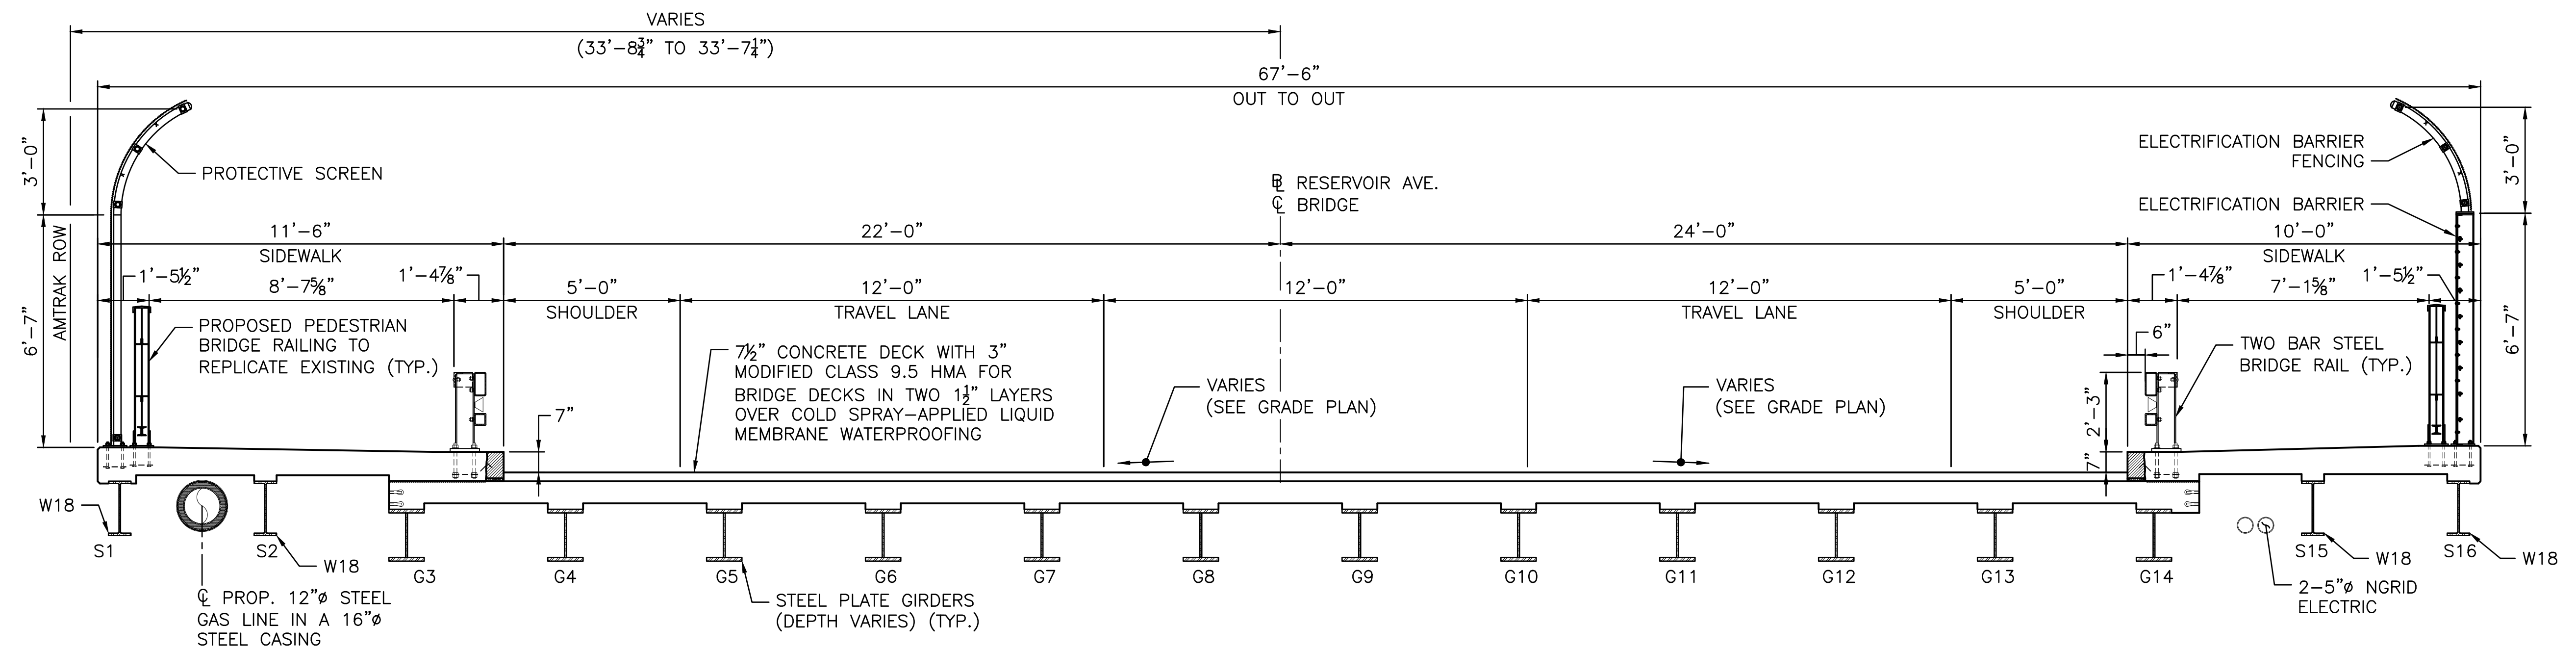 VARIES
(33'-8¾" TO 33'-7¼")
67'-6"
OUT TO OUT
3'-0"
PROTECTIVE SCREEN
ELECTRIFICATION BARRIER
FENCING
3'-0"
B
L RESERVOIR AVE.
C
L BRIDGE
ELECTRIFICATION BARRIER
AMTRAK ROW
6'-7"
11'-6"
SIDEWALK
22'-0"
24'-0"
10'-0"
SIDEWALK
1'-5½"
8'-7⅝"
1'-4⅞"
5'-0"
SHOULDER
12'-0"
TRAVEL LANE
12'-0"
12'-0"
TRAVEL LANE
5'-0"
SHOULDER
1'-4⅞"
7'-1⅝"
1'-5½"
6'-7"
PROPOSED PEDESTRIAN
BRIDGE RAILING TO
REPLICATE EXISTING (TYP.)
7"
7½" CONCRETE DECK WITH 3"
MODIFIED CLASS 9.5 HMA FOR
BRIDGE DECKS IN TWO 1½" LAYERS
OVER COLD SPRAY-APPLIED LIQUID
MEMBRANE WATERPROOFING
VARIES
(SEE GRADE PLAN)
VARIES
(SEE GRADE PLAN)
6"
2'-3"
7"
TWO BAR STEEL
BRIDGE RAIL (TYP.)
W18
S1
S2
W18
G3
G4
G5
G6
G7
G8
G9
G10
G11
G12
G13
G14
S15
W18
S16
W18
C
L PROP. 12"ø STEEL
GAS LINE IN A 16"ø
STEEL CASING
STEEL PLATE GIRDERS
(DEPTH VARIES) (TYP.)
2-5"ø NGRID
ELECTRIC